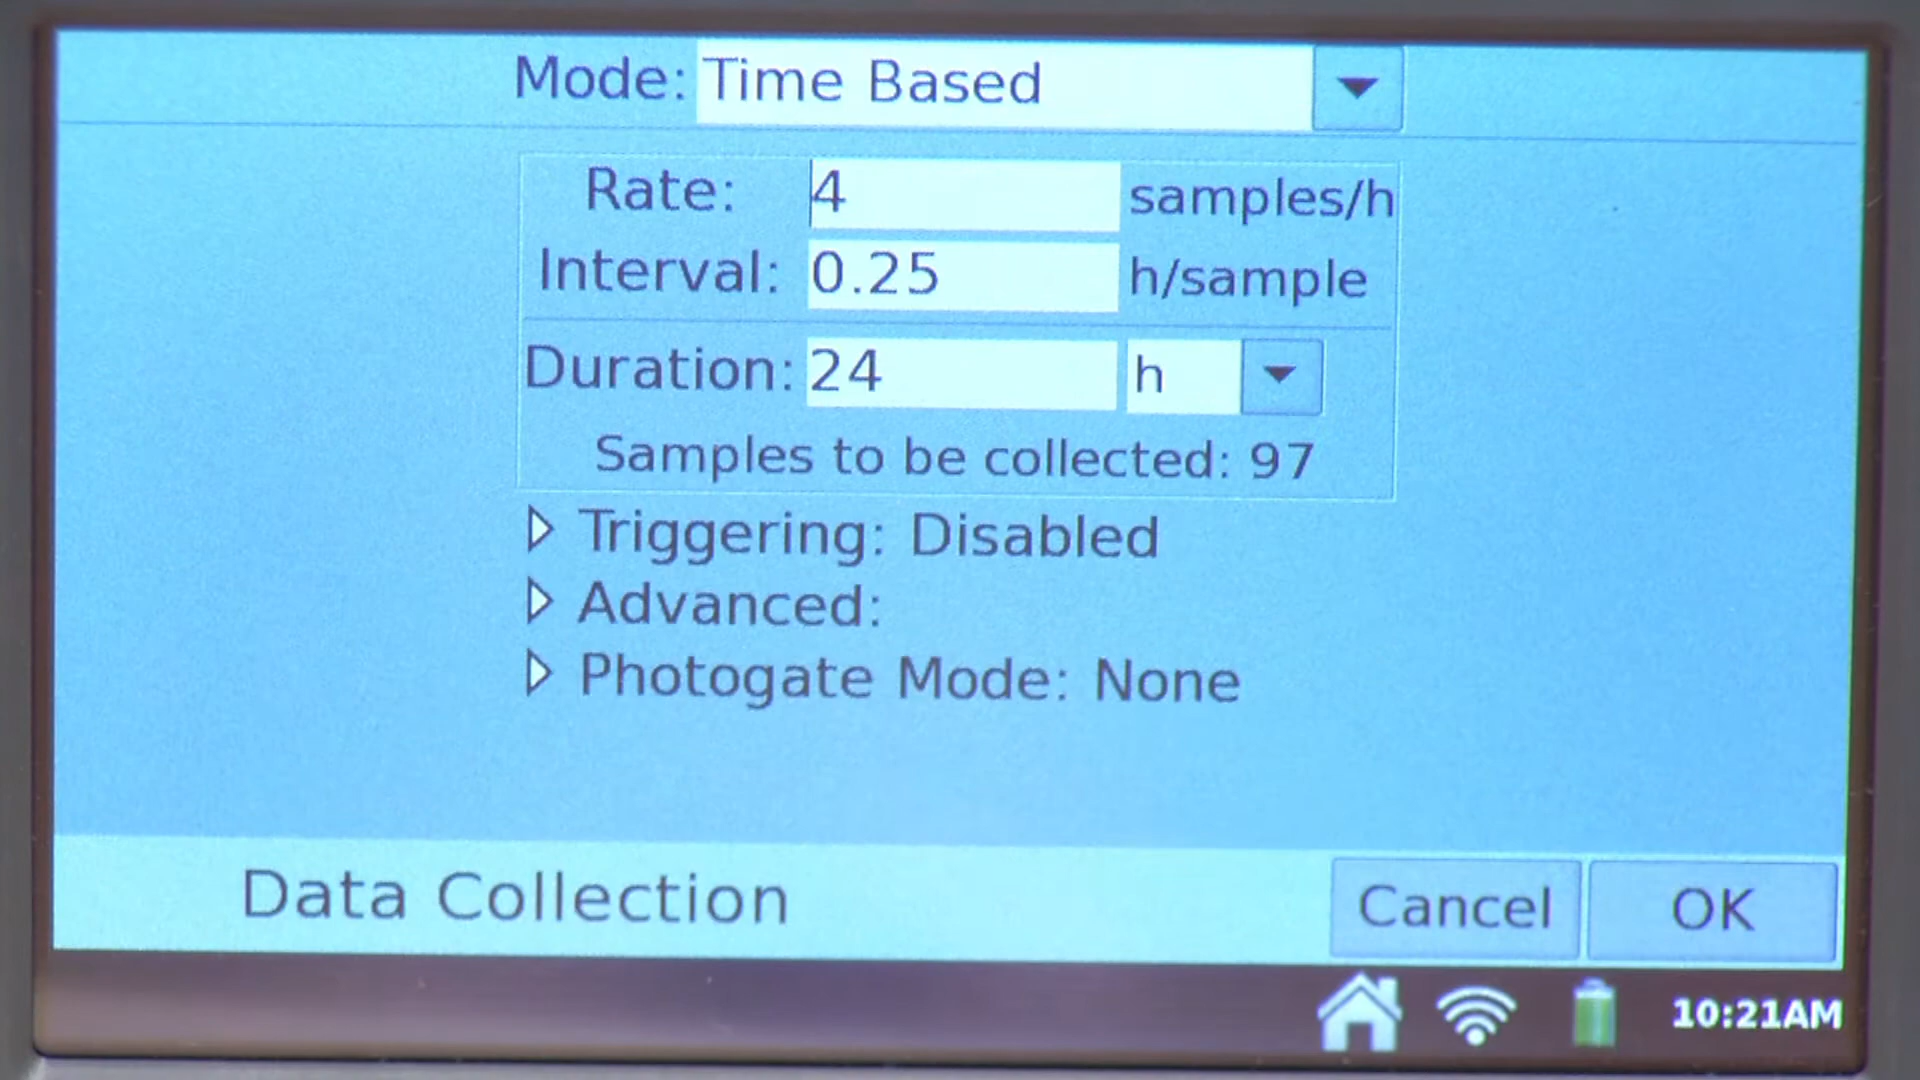 Mode: Time Based
Rate: 4 samples/h
Interval: 0.25 h/sample
Duration: 24 h
Samples to be collected: 97
Triggering: Disabled
Advanced:
Photogate Mode: None
Data Collection Cancel OK
10:21AM